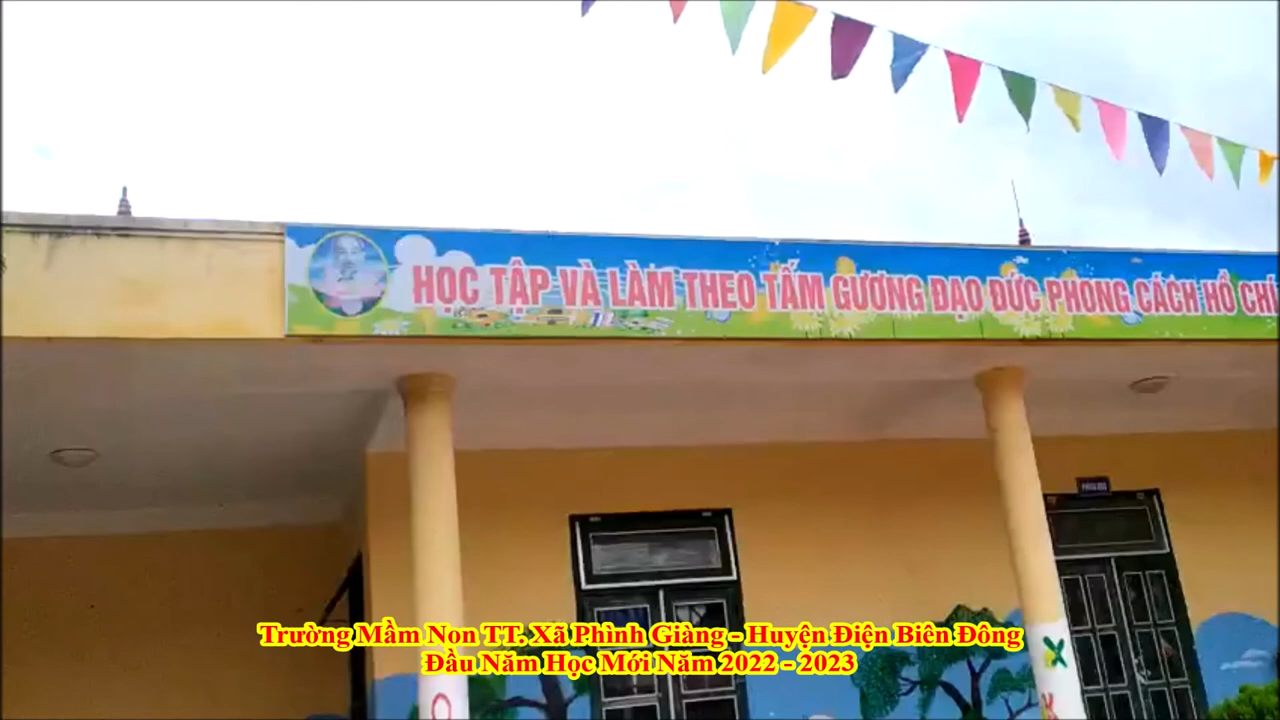 HỌC TẬP VÀ LÀM THEO TẤM GƯƠNG ĐẠO ĐỨC PHONG CÁCH HỒ CHÍ
Trường Mầm Non TT. Xã Phình Giàng - Huyện Điện Biên Đông
Đầu Năm Học Mới Năm 2022 - 2023